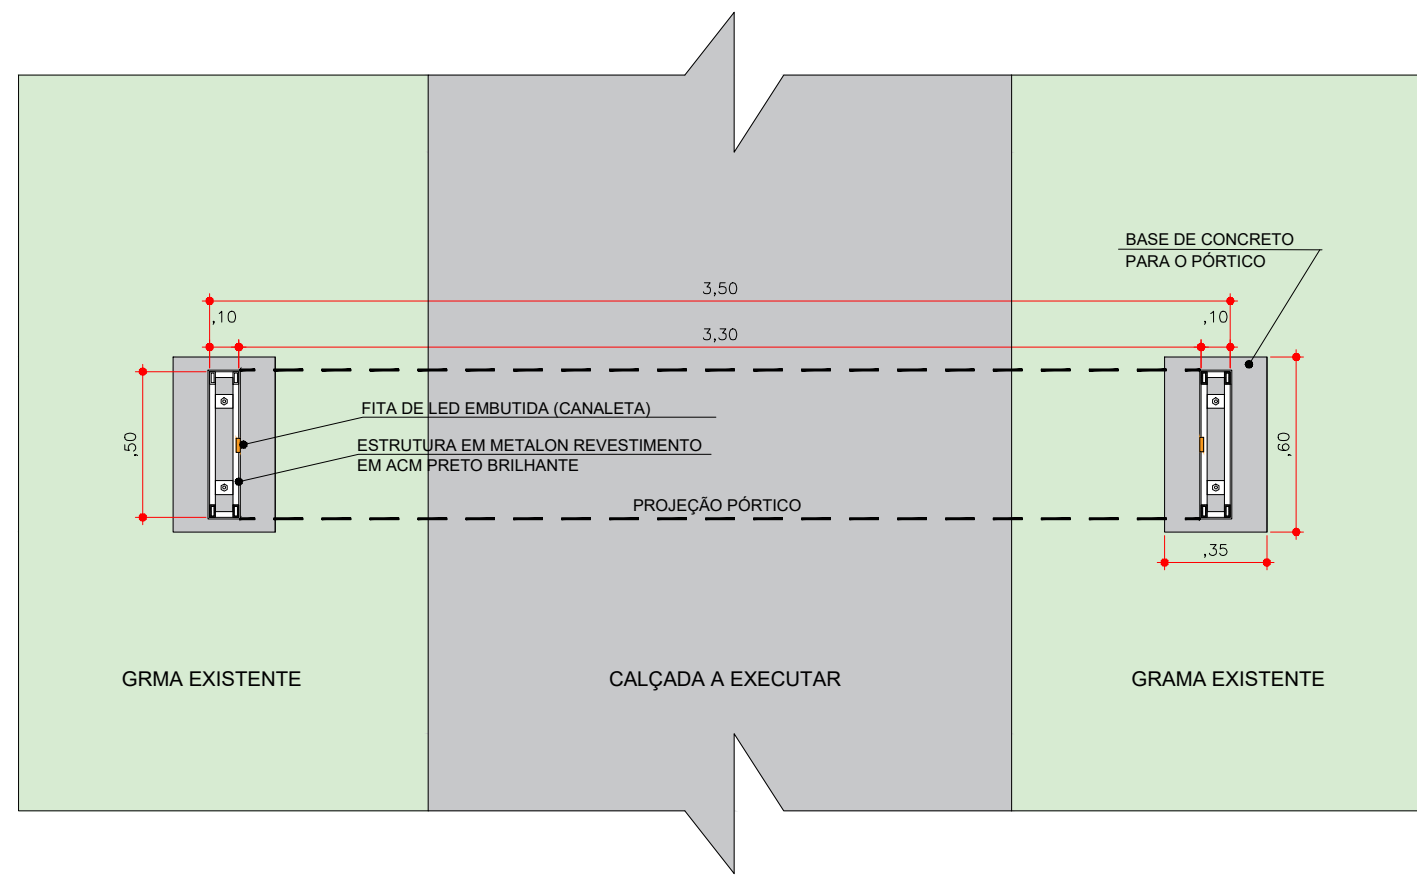 BASE DE CONCRETO
PARA O PÓRTICO
3,50
,10
,10
3,30
FITA DE LED EMBUTIDA (CANALETA)
,50
,60
ESTRUTURA EM METALON REVESTIMENTO
EM ACM PRETO BRILHANTE
PROJEÇÃO PÓRTICO
,35
GRMA EXISTENTE
CALÇADA A EXECUTAR
GRAMA EXISTENTE